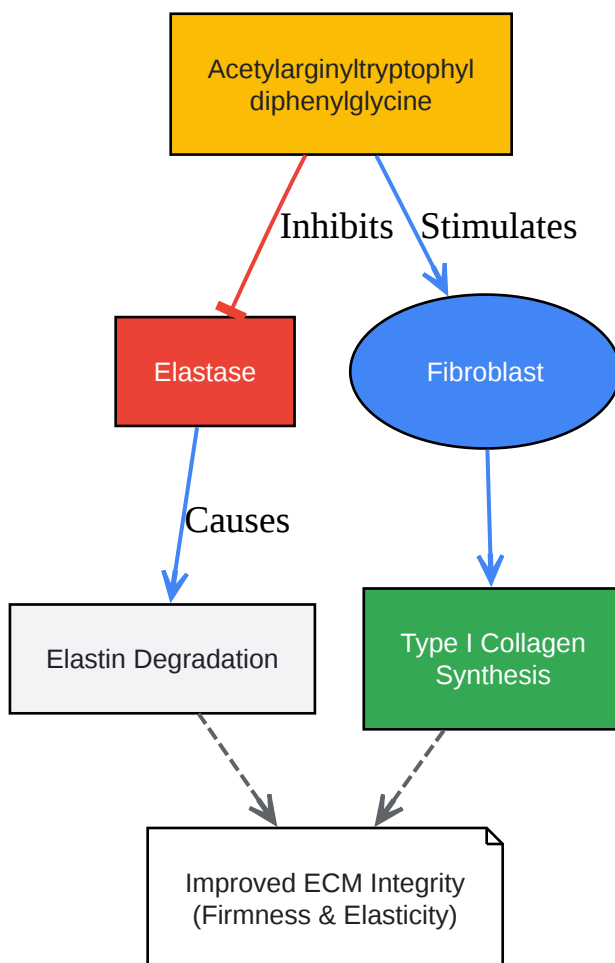 Acetylarginyltryptophyl
diphenylglycine
Inhibits
Stimulates
Elastase
Fibroblast
Causes
Elastin Degradation
Type I Collagen
Synthesis
Improved ECM Integrity
(Firmness & Elasticity)